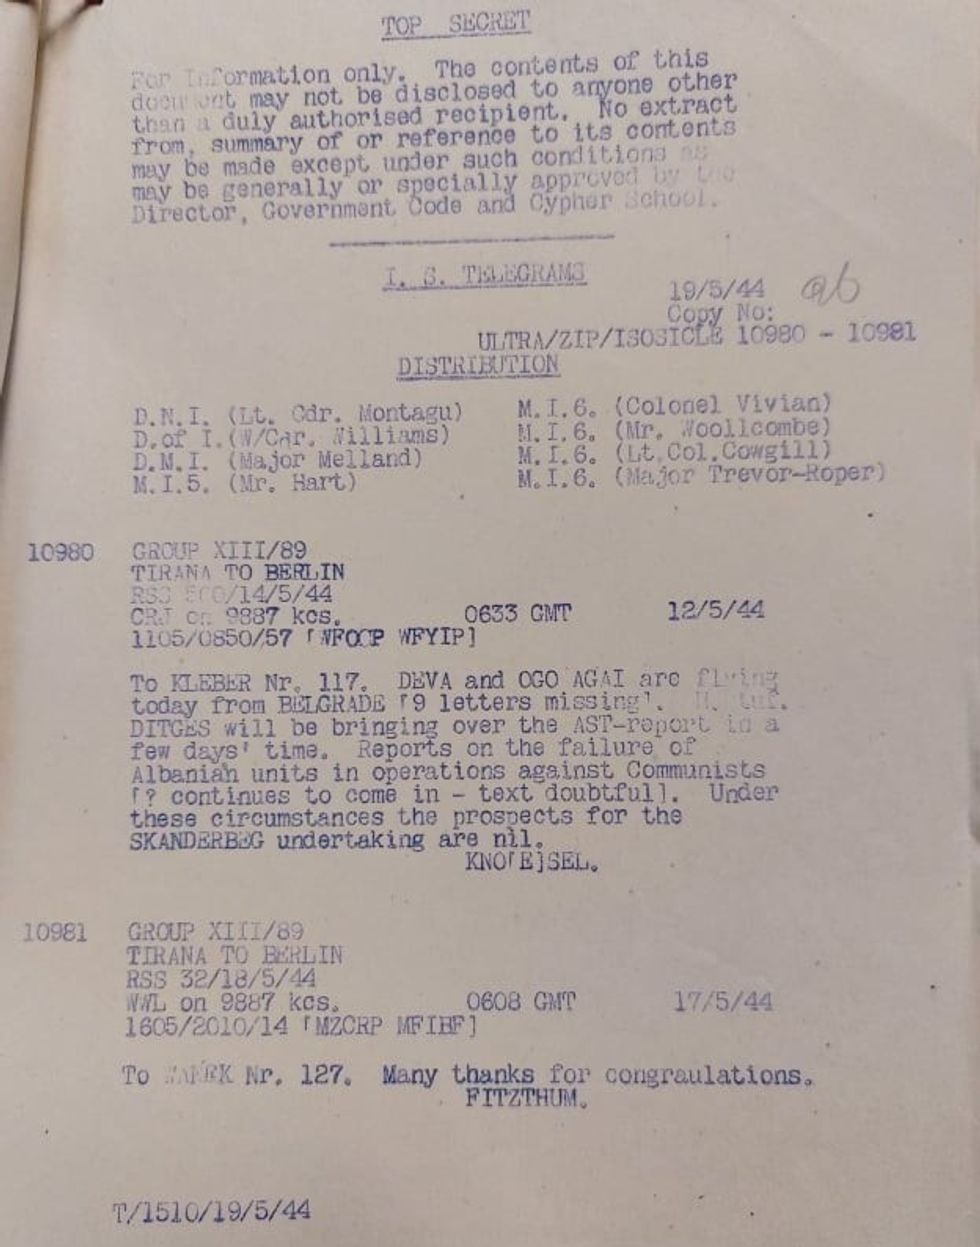 TOP SECRET
For Information only. The contents of this
document may not be disclosed to anyone other
than a duly authorised recipient. No extract
from, summary of or reference to its contents
may be made except under such conditions as
may be generally or specially approved by the
Director, Government Code and Cypher School.
I. S. TELEGRAMS
19/5/44 ab
Copy No:
ULTRA/ZIP/ISOSICLE 10980 - 10981
DISTRIBUTION
D.N.I. (Lt. Cdr. Montagu) M.I.6. (Colonel Vivian)
D.of I.(W/Cdr. Williams) M.I.6. (Mr. Woollcombe)
D.M.I. (Major Melland) M.I.6. (Lt.Col.Cowgill)
M.I.5. (Mr. Hart) M.I.6. (Major Trevor-Roper)
10980 GROUP XIII/89
TIRANA TO BERLIN
RSS /14/5/44
CRJ on 9887 kcs. 0633 GMT 12/5/44
1105/0850/57 [WFOCP WFYIP]
To KLEBER Nr. 117. DEVA and OGO AGAI are flying
today from BELGRADE [9 letters missing].
DITGES will be bringing over the AST-report in a
few days' time. Reports on the failure of
Albanian units in operations against Communists
[? continues to come in - text doubtful]. Under
these circumstances the prospects for the
SKANDERBEG undertaking are nil.
KNO[E]SEL.
10981 GROUP XIII/89
TIRANA TO BERLIN
RSS 32/18/5/44
WWL on 9887 kcs. 0608 GMT 17/5/44
1605/2010/14 [MZCRP MFIBF]
To Nr. 127. Many thanks for congraulations.
FITZTHUM.
T/1510/19/5/44